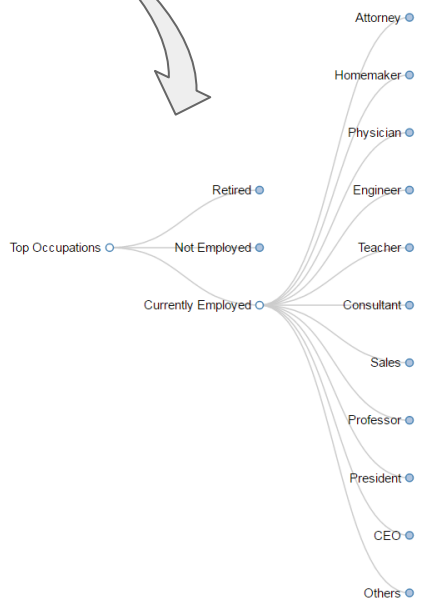 Attorney
Homemaker
Physician
Retired
Engineer
Top Occupations
Not Employed
Teacher
Currently Employed
Consultant
Sales
Professor
President
CEO
Others